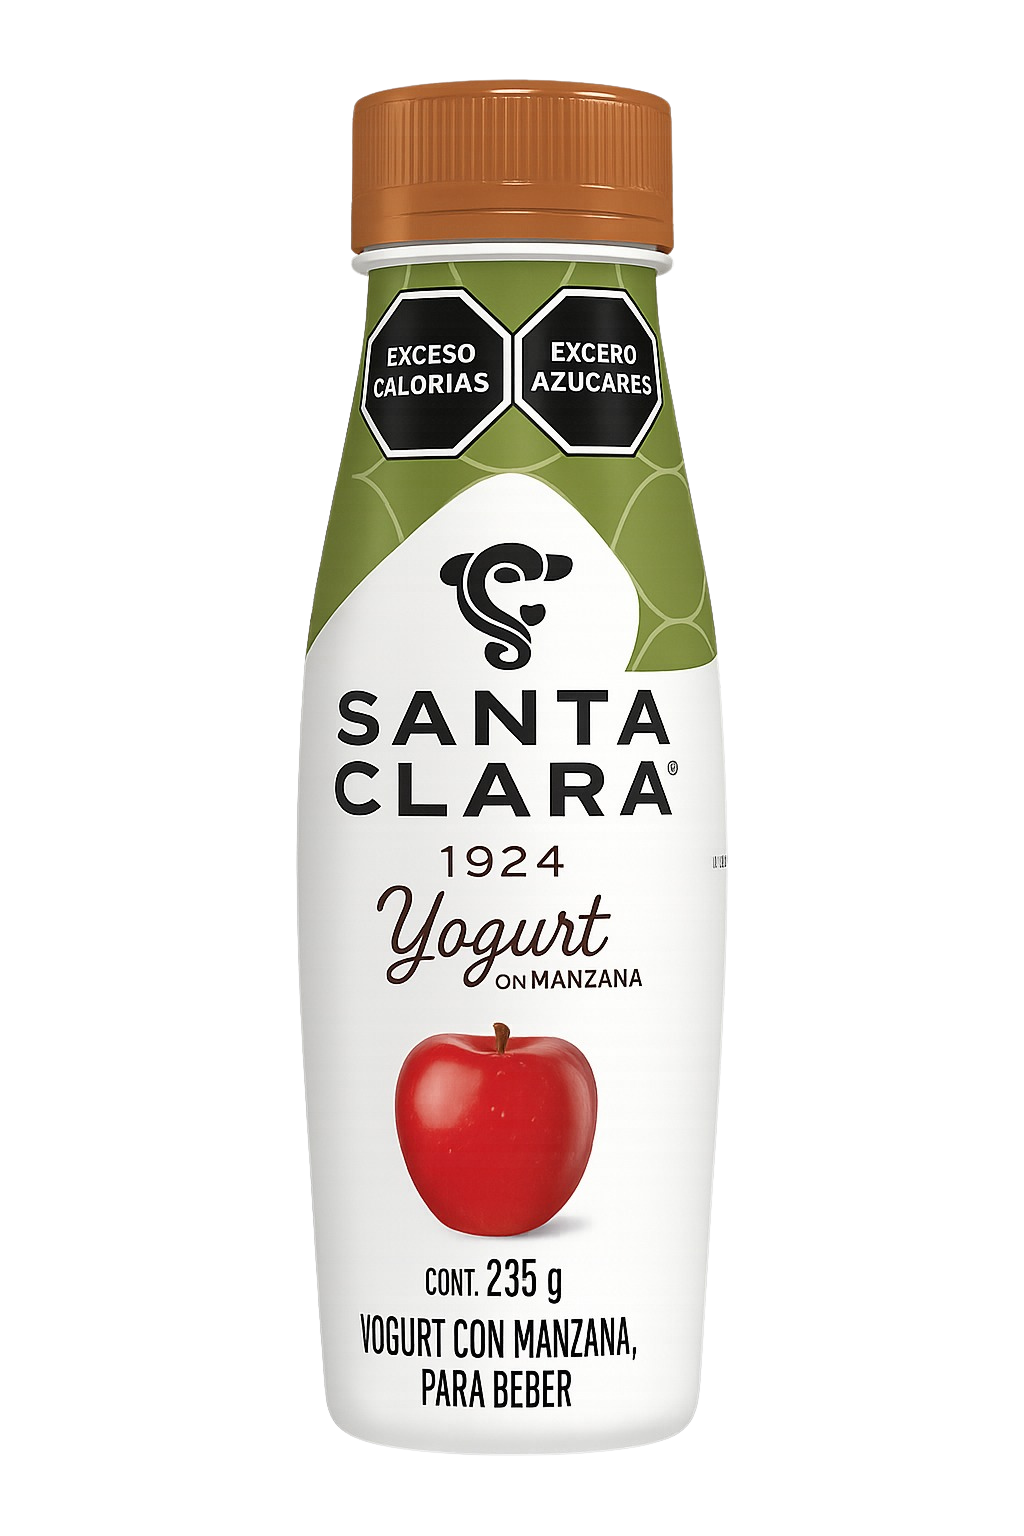 EXCESO
CALORIAS
EXCERO
AZUCARES
SANTA
CLARA®
1924
Yogurt
ON MANZANA
CONT. 235 g
VOGURT CON MANZANA,
PARA BEBER